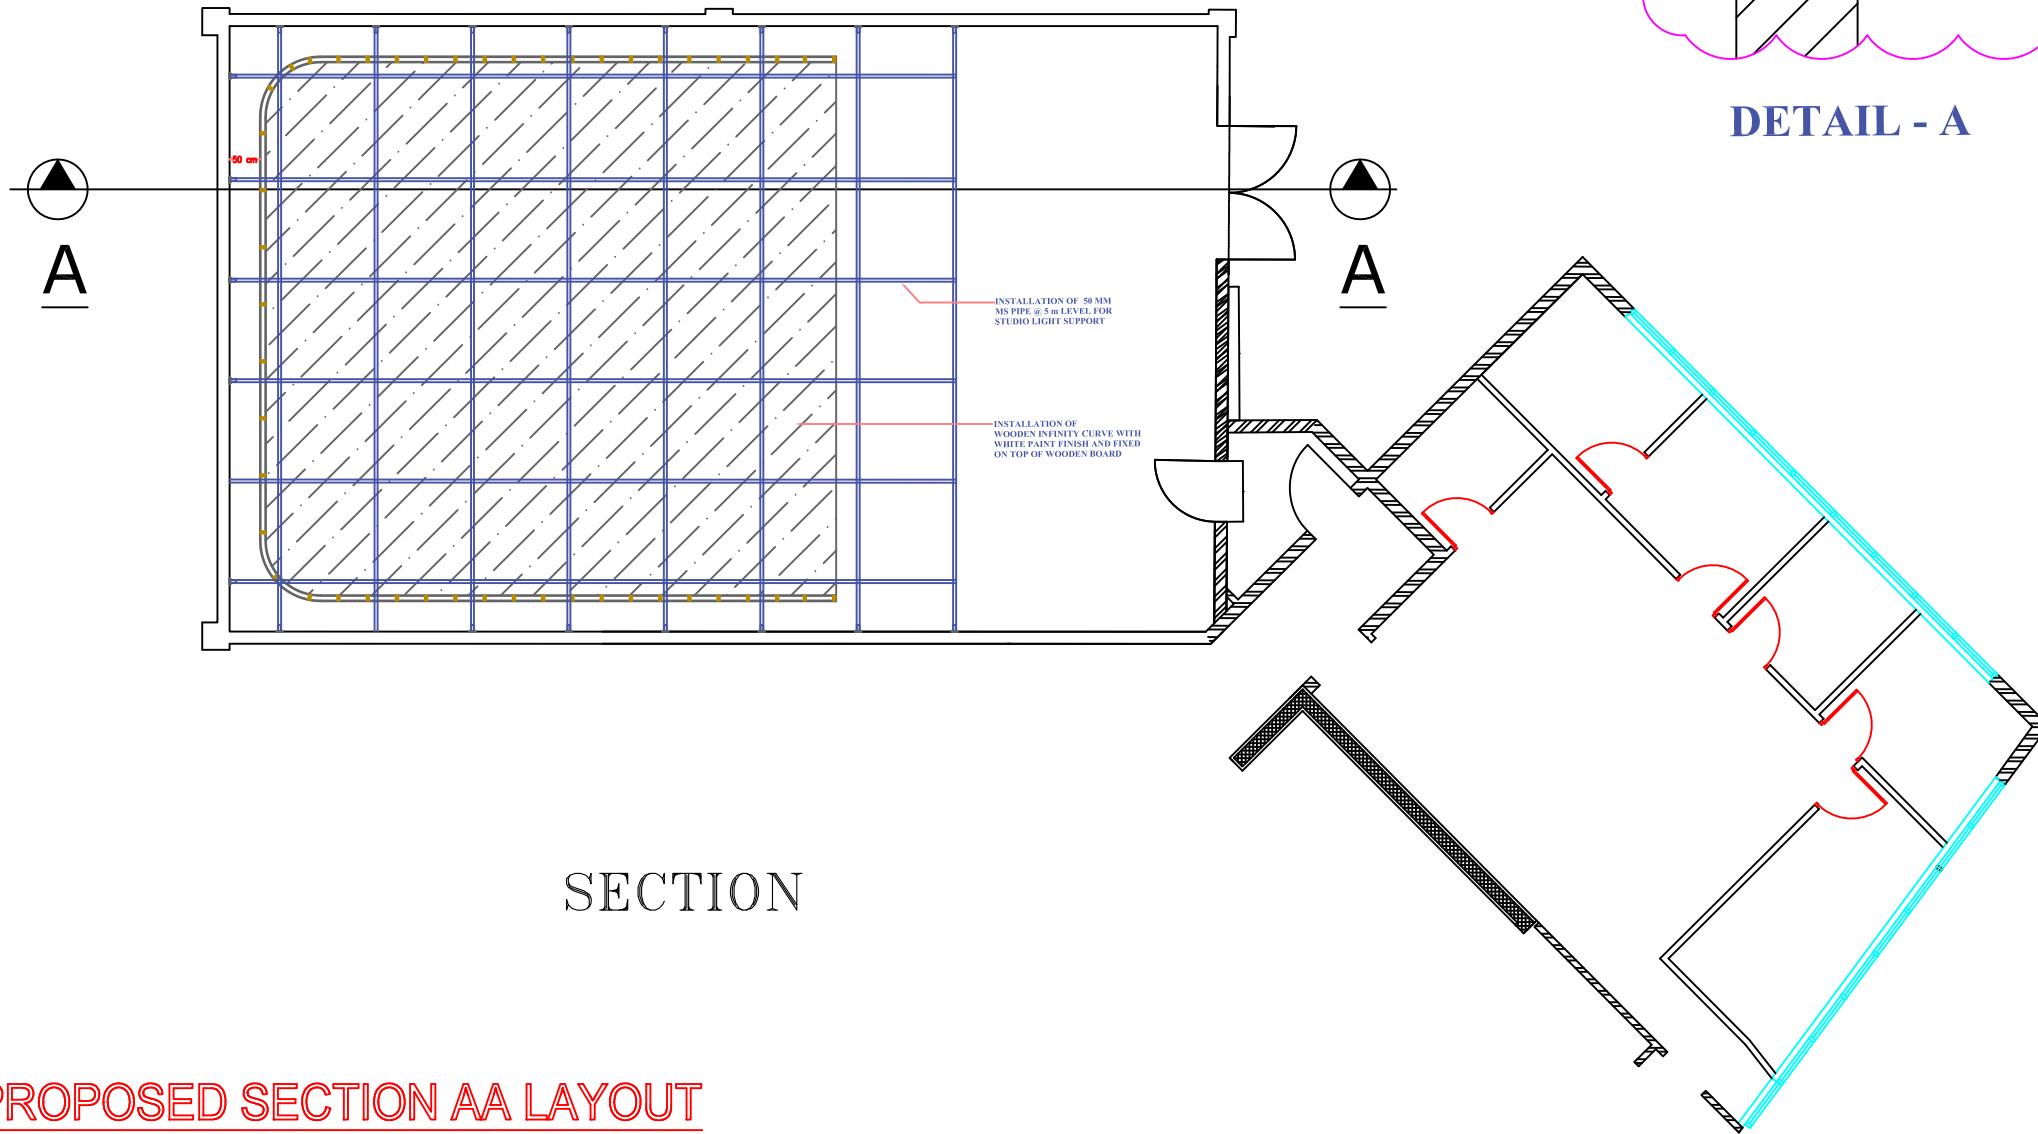 DETAIL - A
50 cm
A
A
INSTALLATION OF 50 MM
MS PIPE @ 5 m LEVEL FOR
STUDIO LIGHT SUPPORT
INSTALLATION OF
WOODEN INFINITY CURVE WITH
WHITE PAINT FINISH AND FIXED
ON TOP OF WOODEN BOARD
SECTION
PROPOSED SECTION AA LAYOUT